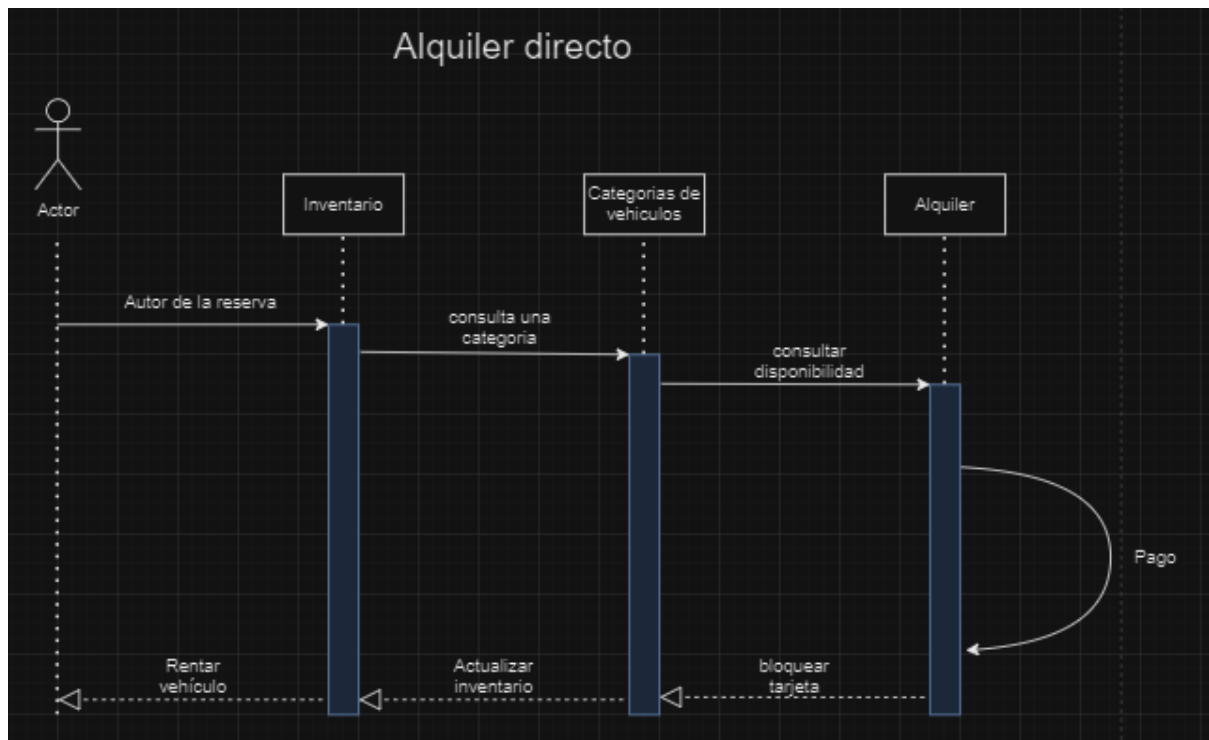 Alquiler directo
Actor
Inventario
Categorias de
vehiculos
Alquiler
Autor de la reserva
consulta una
categoria
consultar
disponibilidad
Pago
Rentar
vehículo
Actualizar
inventario
bloquear
tarjeta